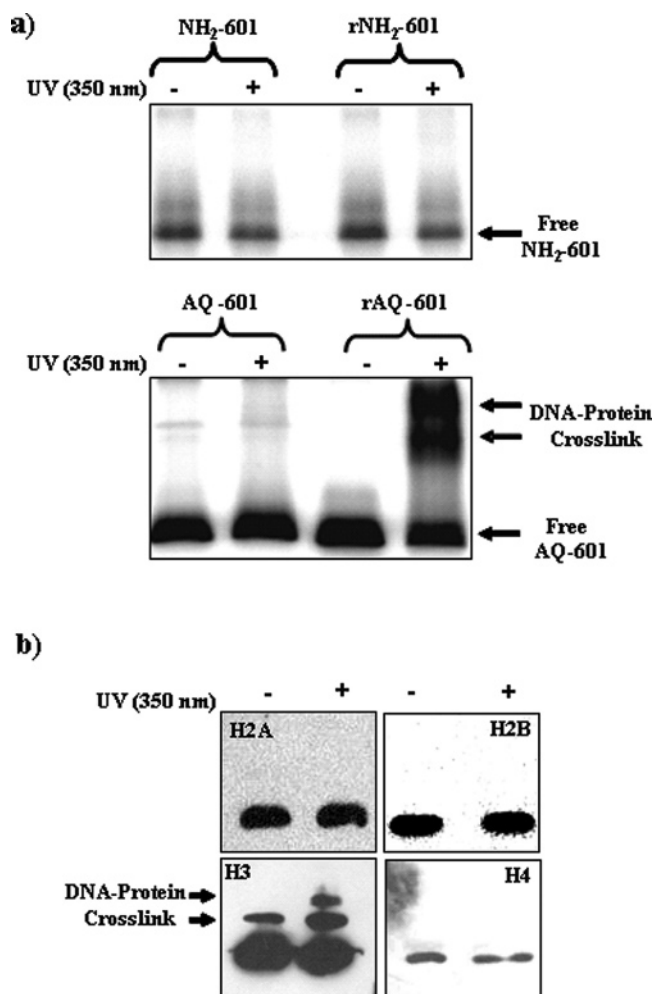 a)
NH₂-601 rNH₂-601
UV (350 nm) - + - +
Free
NH₂-601
AQ -601 rAQ-601
UV (350 nm) - + - +
DNA-Protein
Crosslink
Free
AQ-601
b)
UV (350 nm) - + - +
H2A H2B
H3 H4
DNA-Protein
Crosslink